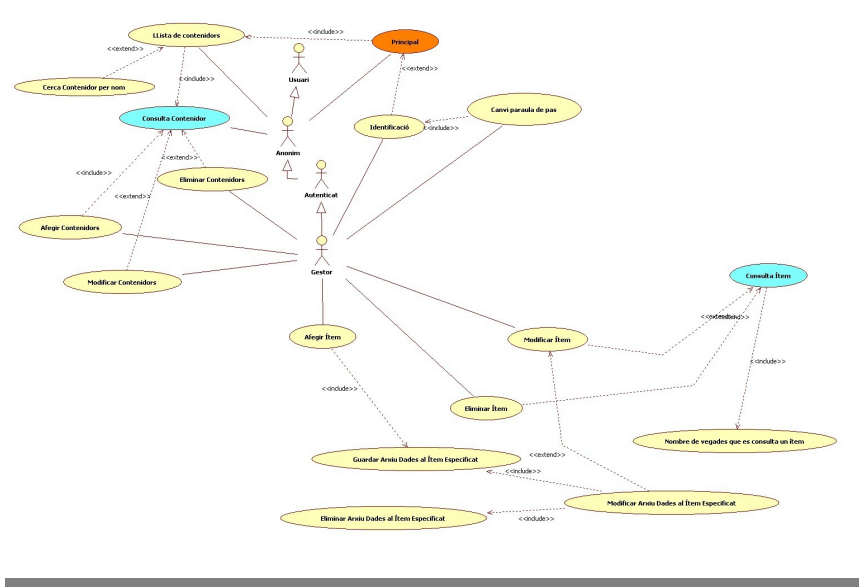 <<include>>
LLista de contenidors
Principal
<<extend>>
<<extend>>
Usuari
<<include>>
Cerca Contenidor per nom
Canvi paraula de pas
Consulta Contenidor
Identificació
<<include>>
Anonim
<<extend>>
<<include>>
Eliminar Contenidors
Autenticat
<<extend>>
Afegir Contenidors
Gestor
Consulta Ítem
Modificar Contenidors
<<extend>>
Afegir Ítem
Modificar Ítem
<<include>>
<<include>>
Eliminar Ítem
Nombre de vegades que es consulta un ítem
<<extend>>
Guardar Arxiu Dades al Ítem Especificat
<<include>>
Modificar Arxiu Dades al Ítem Especificat
Eliminar Arxiu Dades al Ítem Especificat
<<include>>